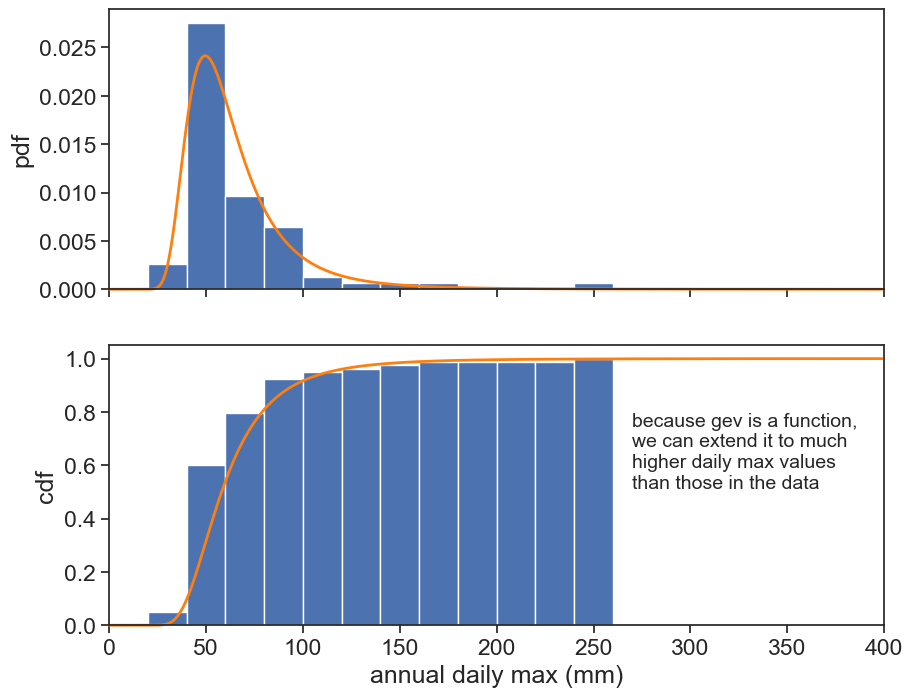 0.025
0.020
0.015
0.010
0.005
0.000
pdf
1.0
0.8
0.6
0.4
0.2
0.0
cdf
because gev is a function,
we can extend it to much
higher daily max values
than those in the data
0 50 100 150 200 250 300 350 400
annual daily max (mm)